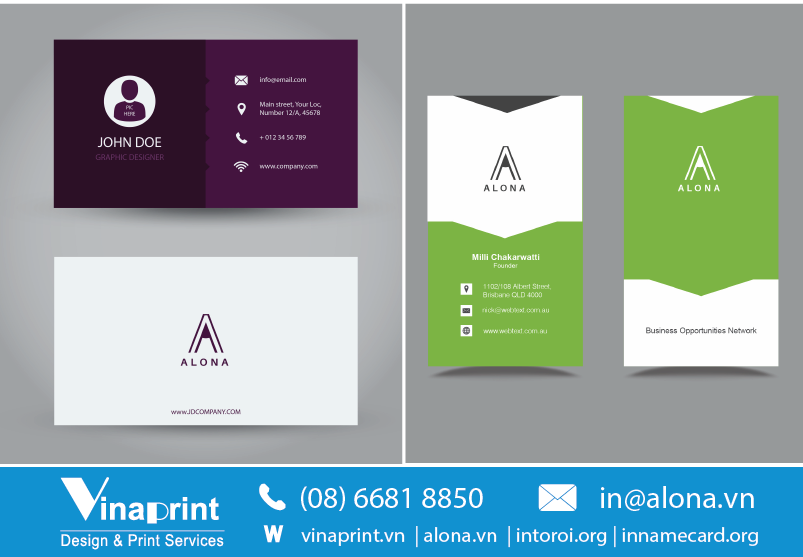 PIC
HERE
JOHN DOE
GRAPHIC DESIGNER
info@email.com
Main street, Your Loc,
Number 12/A, 45678
+ 012 34 56 789
www.company.com
ALONA
www.JDCOMPANY.COM
ALONA
Milli Chakarwatti
Founder
1102/108 Albert Street,
Brisbane QLD 4000
nick@webtext.com.au
www.webtext.com.au
ALONA
Business Opportunities Network
Vinaprint
Design & Print Services
(08) 6681 8850
in@alona.vn
W vinaprint.vn | alona.vn | intoroi.org | innamecard.org